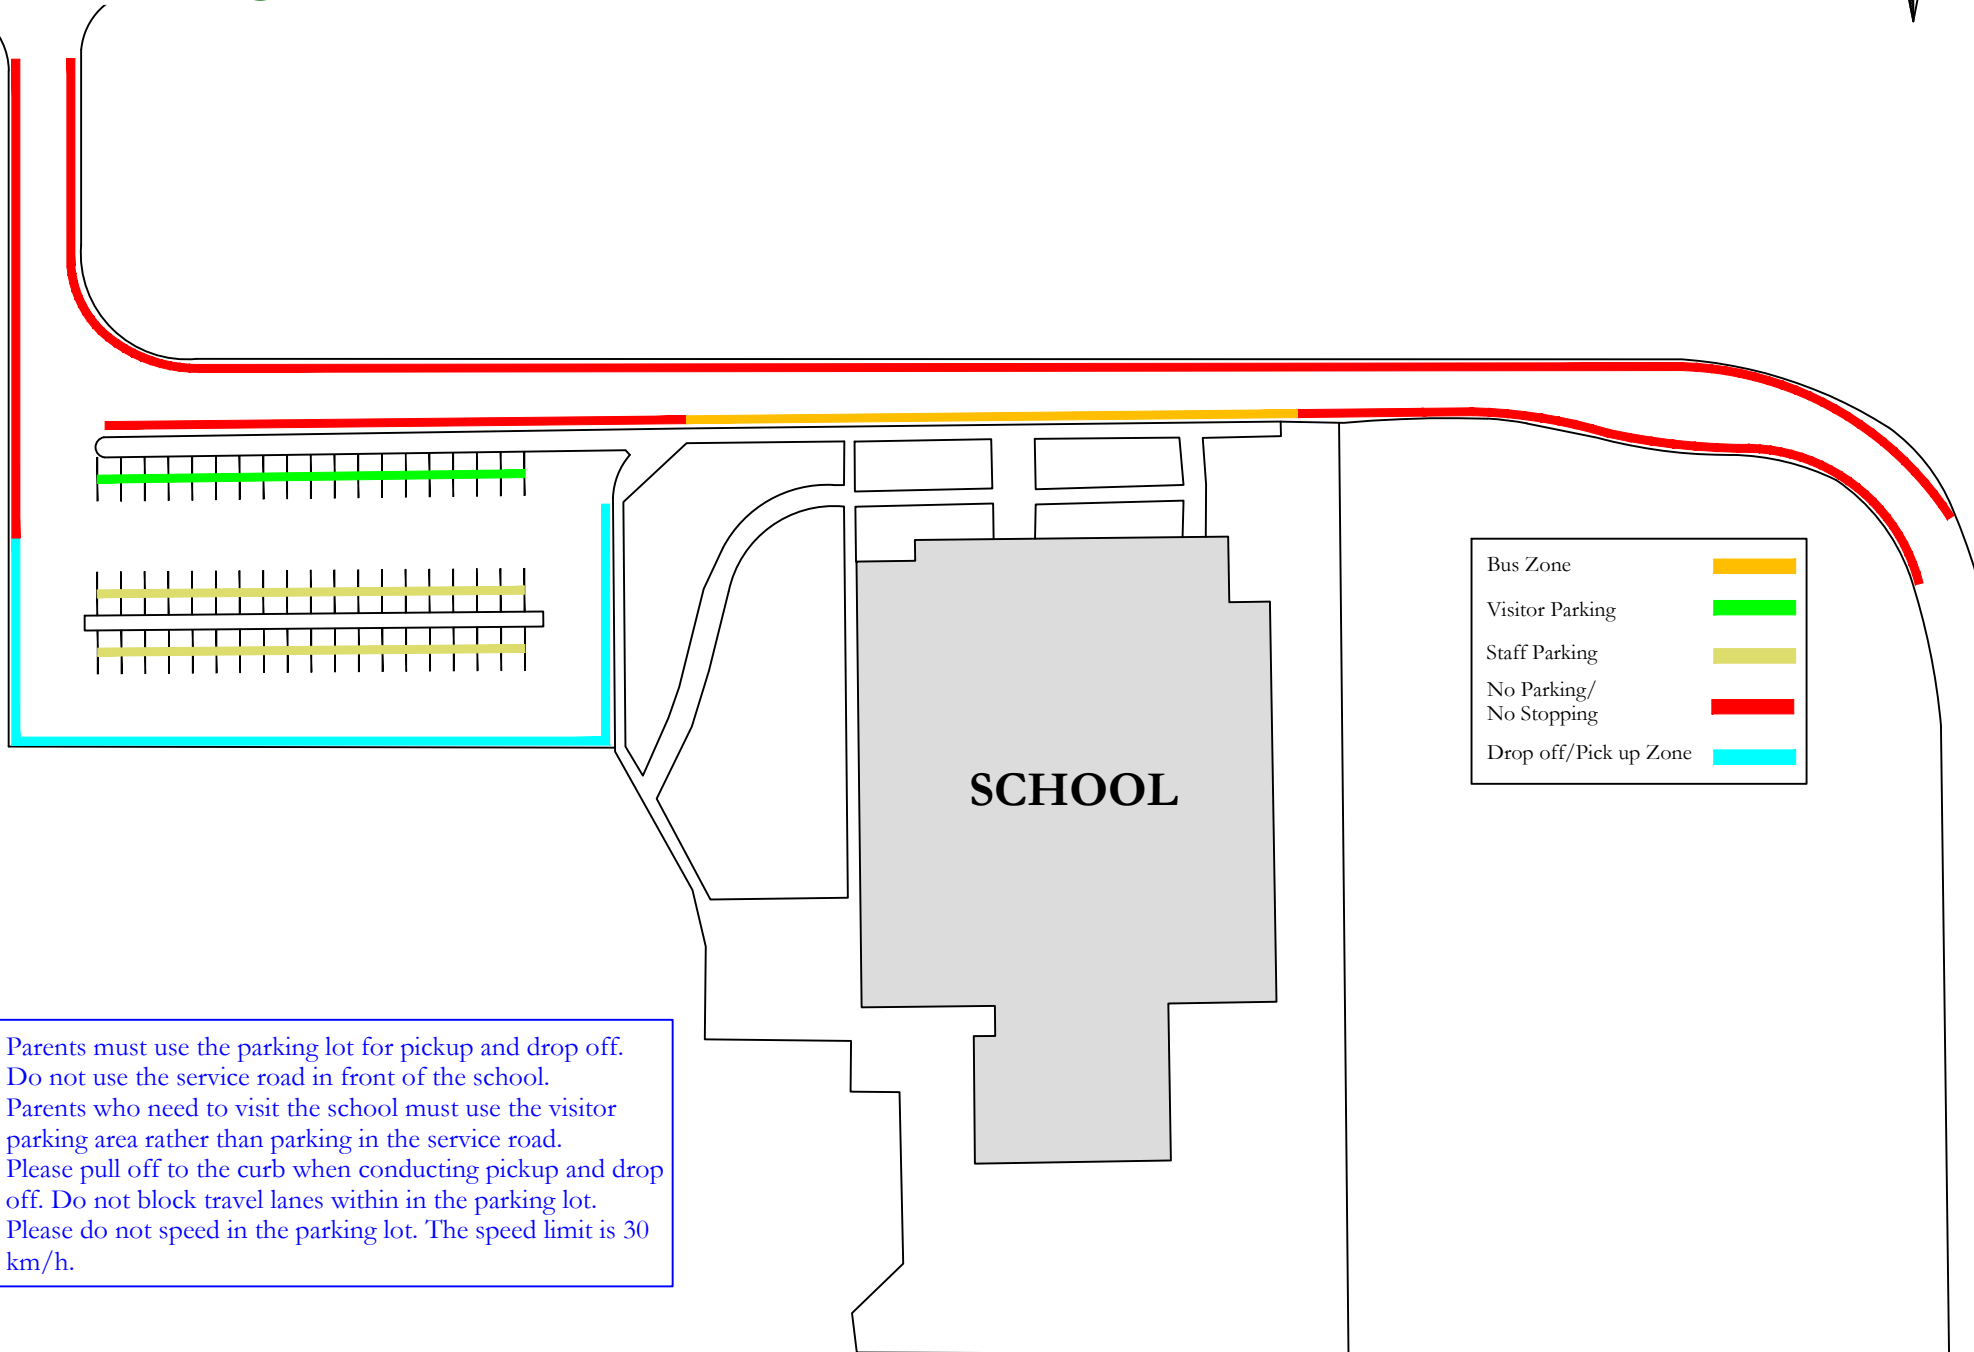 Bus Zone
Visitor Parking
Staff Parking
No Parking/
No Stopping
Drop off/Pick up Zone
SCHOOL
Parents must use the parking lot for pickup and drop off.
Do not use the service road in front of the school.
Parents who need to visit the school must use the visitor
parking area rather than parking in the service road.
Please pull off to the curb when conducting pickup and drop
off. Do not block travel lanes within in the parking lot.
Please do not speed in the parking lot. The speed limit is 30
km/h.